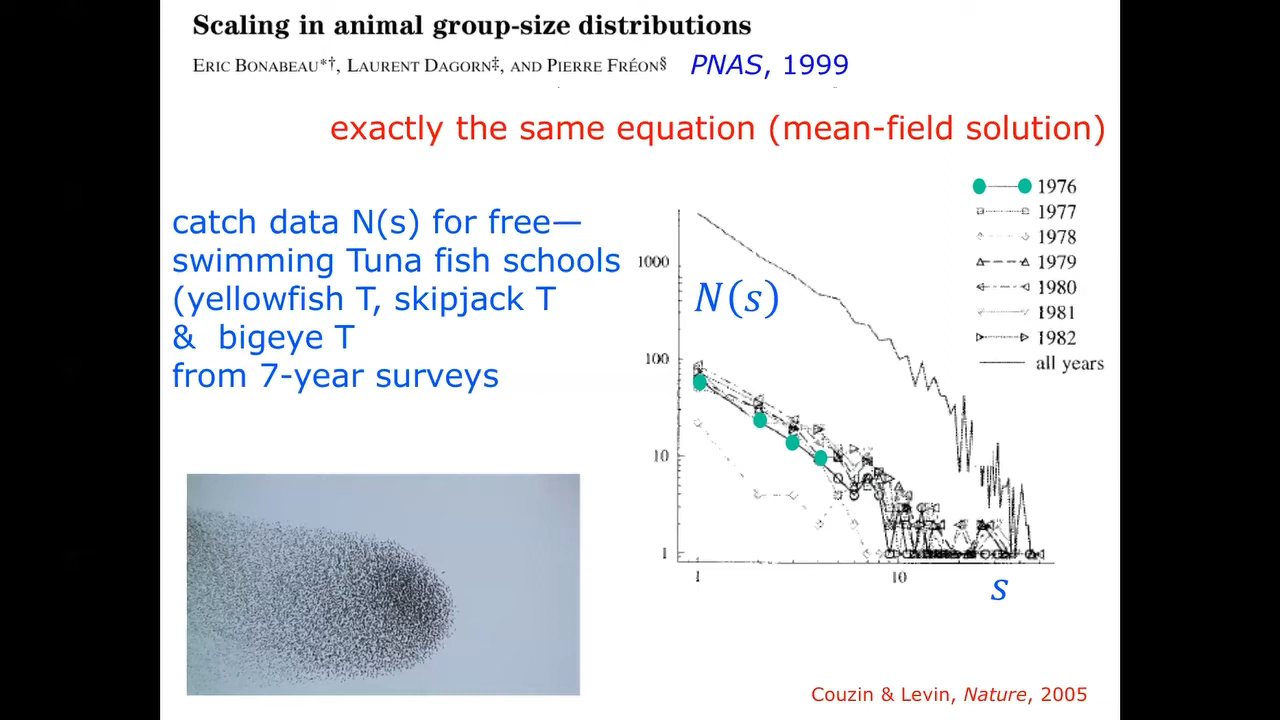 Scaling in animal group-size distributions
ERIC BONABEAU*†, LAURENT DAGORN‡, AND PIERRE FRÉON§ PNAS, 1999
exactly the same equation (mean-field solution)
catch data N(s) for free—
swimming Tuna fish schools
(yellowfish T, skipjack T
& bigeye T
from 7-year surveys
1976
1977
1978
1979
1980
1981
1982
all years
N(s)
1000
100
10
1
1 10
s
Couzin & Levin, Nature, 2005